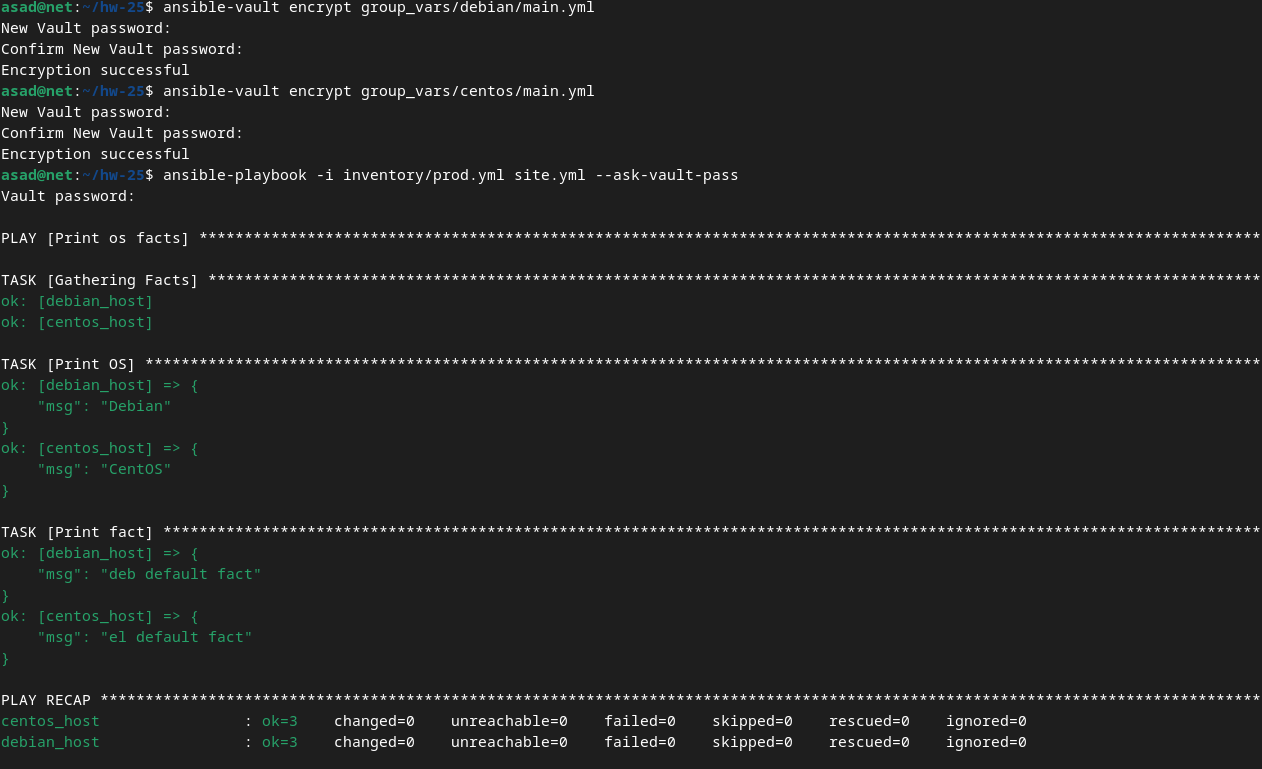 asad@net:~/hw-25$ ansible-vault encrypt group_vars/debian/main.yml
New Vault password:
Confirm New Vault password:
Encryption successful
asad@net:~/hw-25$ ansible-vault encrypt group_vars/centos/main.yml
New Vault password:
Confirm New Vault password:
Encryption successful
asad@net:~/hw-25$ ansible-playbook -i inventory/prod.yml site.yml --ask-vault-pass
Vault password:
PLAY [Print os facts] **********************************************************************************************************************
TASK [Gathering Facts] *********************************************************************************************************************
ok: [debian_host]
ok: [centos_host]
TASK [Print OS] ****************************************************************************************************************************
ok: [debian_host] => {
    "msg": "Debian"
}
ok: [centos_host] => {
    "msg": "CentOS"
}
TASK [Print fact] **************************************************************************************************************************
ok: [debian_host] => {
    "msg": "deb default fact"
}
ok: [centos_host] => {
    "msg": "el default fact"
}
PLAY RECAP *********************************************************************************************************************************
centos_host                : ok=3    changed=0    unreachable=0    failed=0    skipped=0    rescued=0    ignored=0
debian_host                : ok=3    changed=0    unreachable=0    failed=0    skipped=0    rescued=0    ignored=0